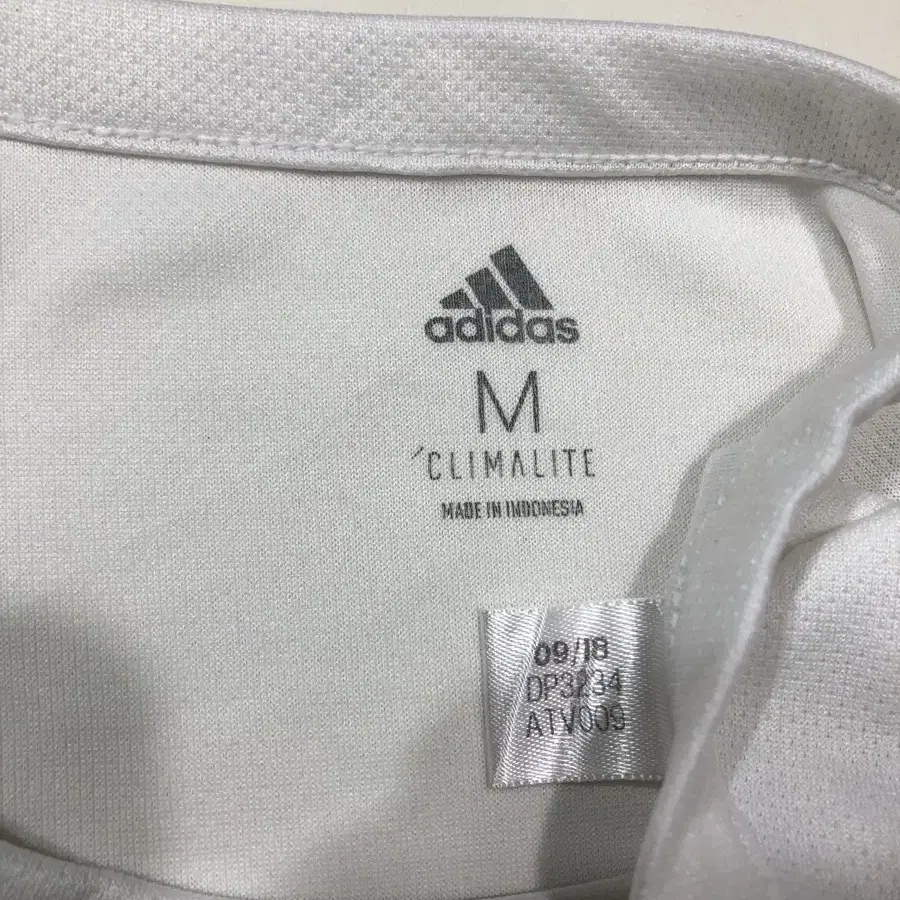 adidas
M
CLIMALITE
MADE IN INDONESIA
09/18
DP3234
ATV009